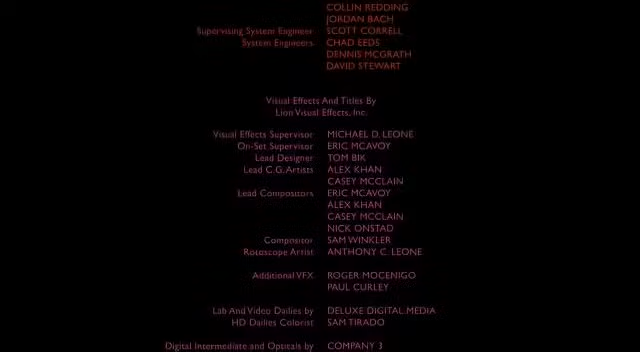 COLLIN REDDING
JORDAN BACH
Supervising System Engineer SCOTT CORRELL
System Engineers CHAD EEDS
DENNIS MCGRATH
DAVID STEWART
Visual Effects And Titles By
Lion Visual Effects, Inc.
Visual Effects Supervisor MICHAEL D. LEONE
On-Set Supervisor ERIC MCAVOY
Lead Designer TOM BIK
Lead C.G. Artists ALEX KHAN
CASEY MCCLAIN
Lead Compositors ERIC MCAVOY
ALEX KHAN
CASEY MCCLAIN
NICK ONSTAD
Compositor SAM WINKLER
Rotoscope Artist ANTHONY C. LEONE
Additional VFX ROGER MOCENIGO
PAUL CURLEY
Lab And Video Dailies by DELUXE DIGITAL MEDIA
HD Dailies Colorist SAM TIRADO
Digital Intermediate and Opticals by COMPANY 3